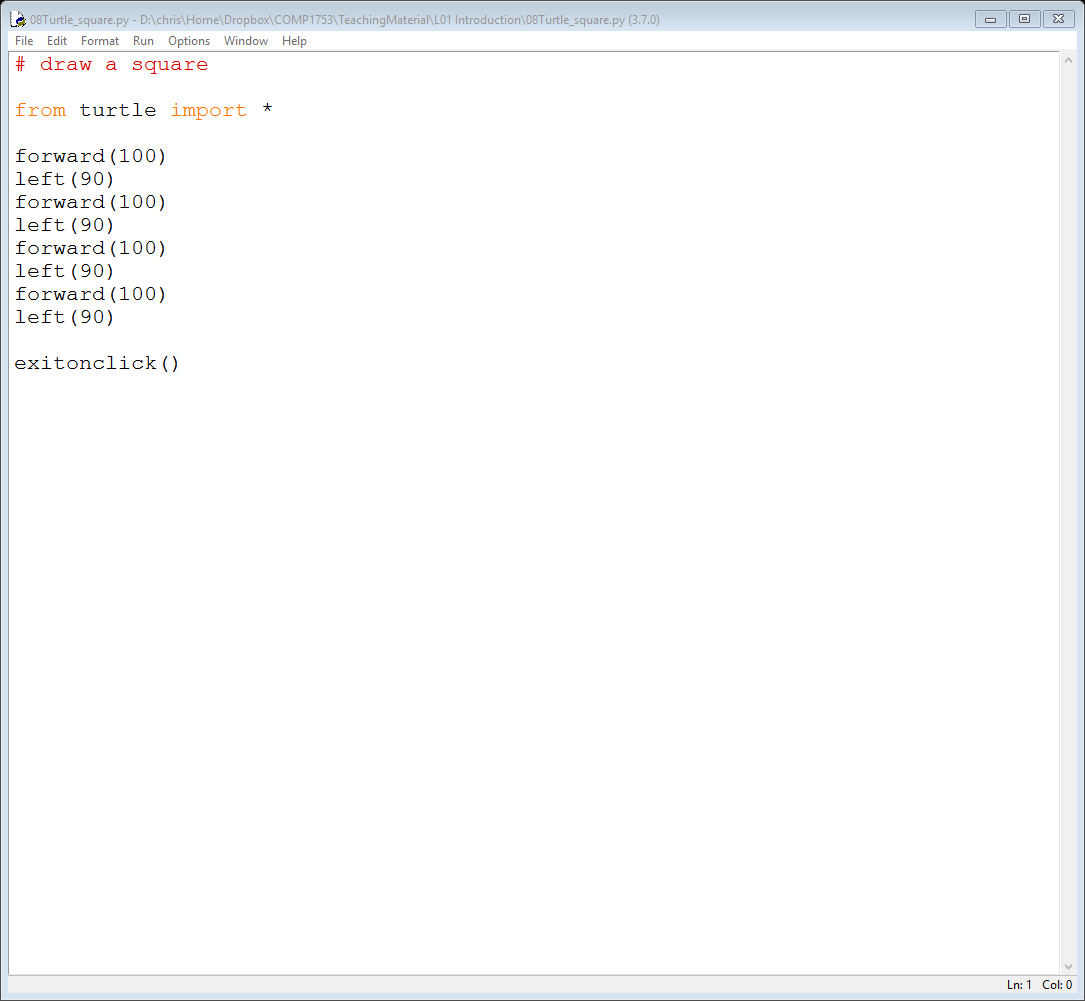 08Turtle_square.py - D:\chris\Home\Dropbox\COMP1753\TeachingMaterial\L01 Introduction\08Turtle_square.py (3.7.0)
File Edit Format Run Options Window Help
# draw a square
from turtle import *
forward(100)
left(90)
forward(100)
left(90)
forward(100)
left(90)
forward(100)
left(90)
exitonclick()
Ln: 1 Col: 0